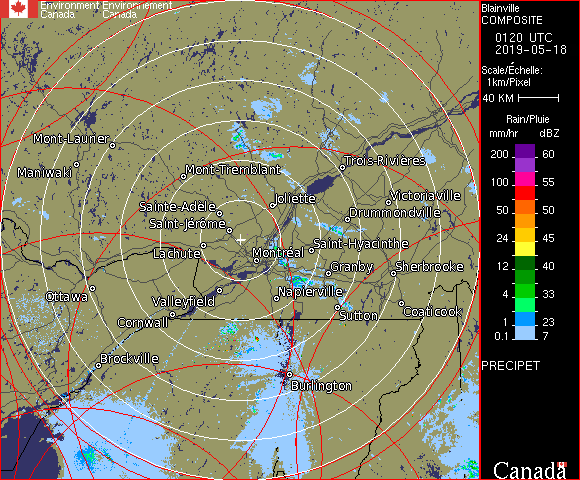 Environment Environnement
Canada Canada
Blainville
COMPOSITE
0120 UTC
2019-05-18
Scale/Échelle:
1km/Pixel
40 KM
Rain/Pluie
mm/hr dBZ
200 60
100 55
50 50
24 45
12 40
4 33
1 23
0.1 7
PRECIPET
Canada
Mont-Laurier
Maniwaki
Mont-Tremblant
Trois-Rivières
Sainte-Adèle
Joliette
Victoriaville
Saint-Jérôme
Drummondville
Lachute
Montréal
Saint-Hyacinthe
Granby
Sherbrooke
Ottawa
Valleyfield
Napierville
Cornwall
Sutton
Coaticook
Brockville
Burlington